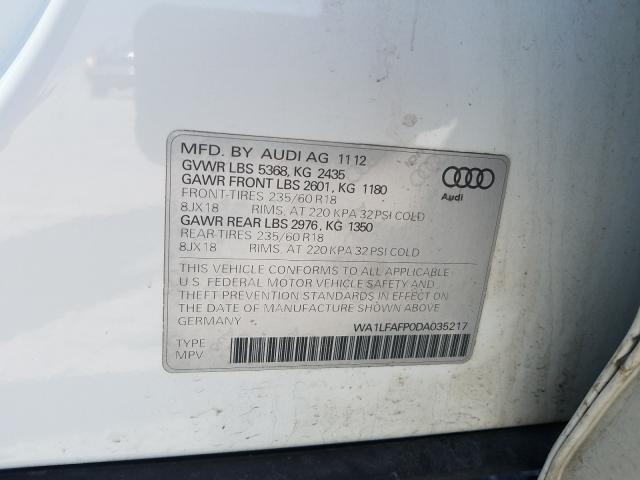 MFD. BY AUDI AG 11 12
GVWR LBS 5368, KG 2435
GAWR FRONT LBS 2601, KG 1180
FRONT-TIRES 235/60 R18
8JX18 RIMS, AT 220 KPA 32 PSI COLD
GAWR REAR LBS 2976, KG 1350
REAR-TIRES 235/60 R18
8JX18 RIMS, AT 220 KPA 32 PSI COLD
Audi
THIS VEHICLE CONFORMS TO ALL APPLICABLE
U S FEDERAL MOTOR VEHICLE SAFETY AND
THEFT PREVENTION STANDARDS IN EFFECT ON
THE DATE OF MANUFACTURE SHOWN ABOVE
GERMANY
WA1LFAFP0DA035217
TYPE
MPV